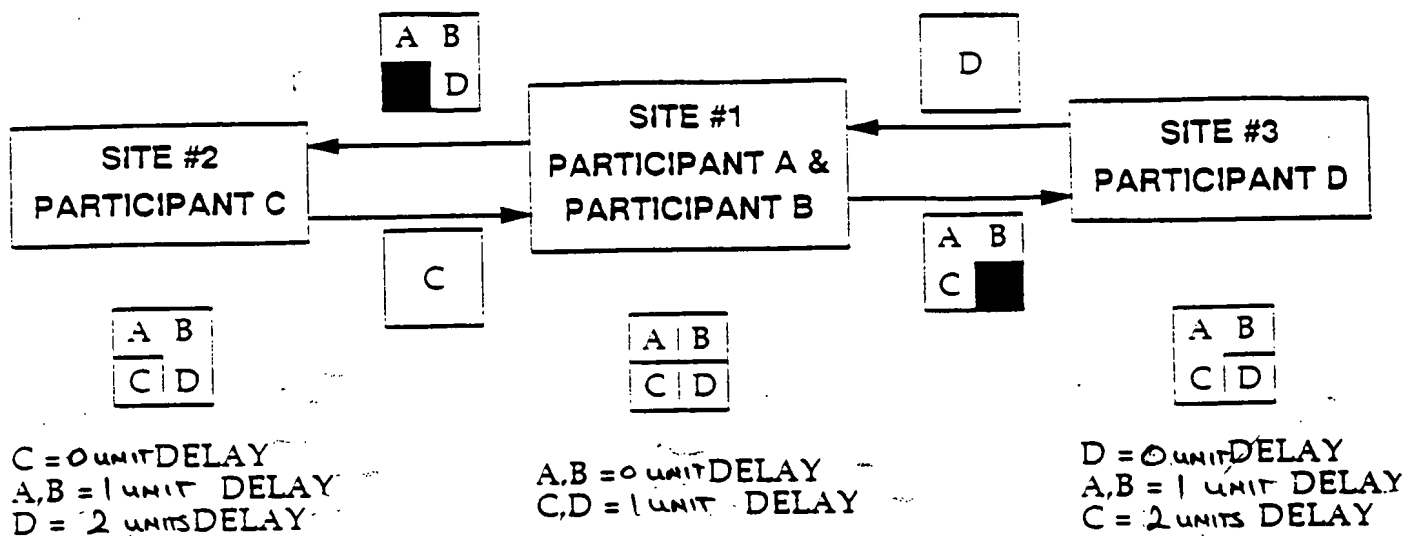 A B
D
D
SITE #2
PARTICIPANT C
SITE #1
PARTICIPANT A &
PARTICIPANT B
SITE #3
PARTICIPANT D
C
A B
C
A B
C D
C = 0 UNIT DELAY
A,B = 1 UNIT DELAY
D = 2 UNITS DELAY
A B
C D
A,B = 0 UNIT DELAY
C,D = 1 UNIT DELAY
A B
C D
D = 0 UNIT DELAY
A,B = 1 UNIT DELAY
C = 2 UNITS DELAY